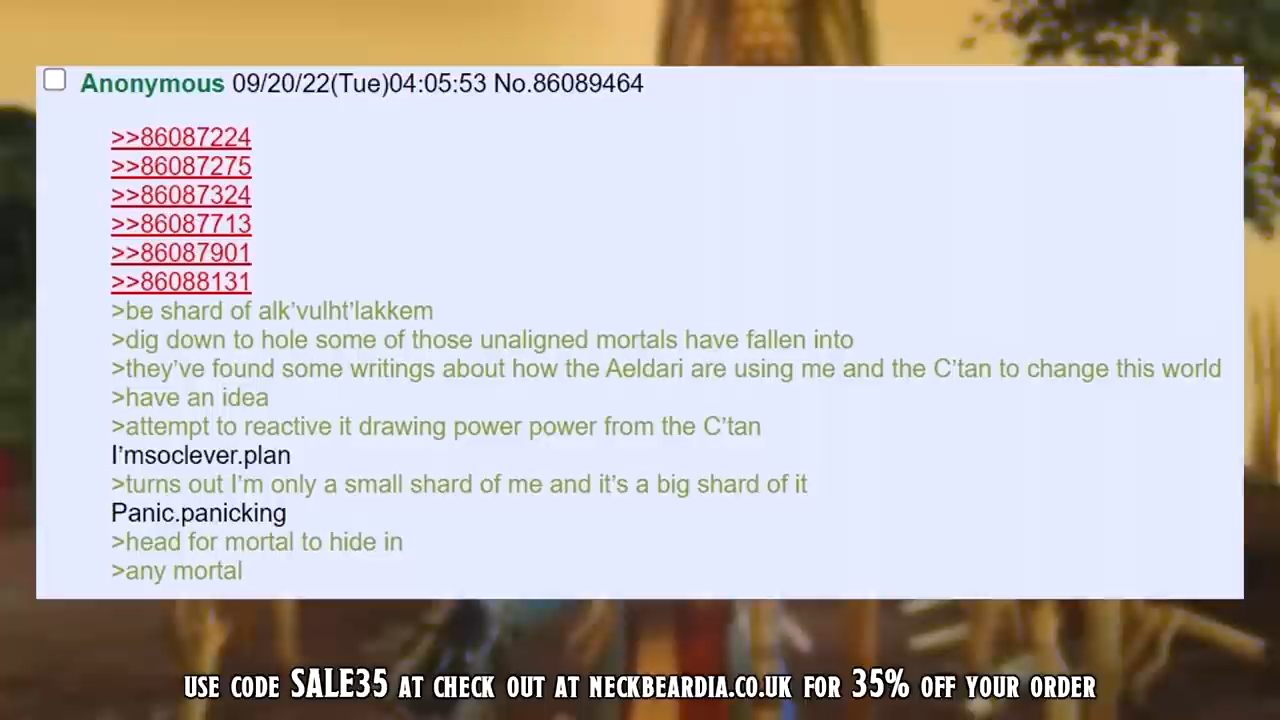 Anonymous 09/20/22(Tue)04:05:53 No.86089464
>>86087224
>>86087275
>>86087324
>>86087713
>>86087901
>>86088131
>be shard of alk’vulht’lakkem
>dig down to hole some of those unaligned mortals have fallen into
>they’ve found some writings about how the Aeldari are using me and the C’tan to change this world
>have an idea
>attempt to reactive it drawing power power from the C’tan
I’msoclever.plan
>turns out I’m only a small shard of me and it’s a big shard of it
Panic.panicking
>head for mortal to hide in
>any mortal
USE CODE SALE35 AT CHECK OUT AT NECKBEARDIA.CO.UK FOR 35% OFF YOUR ORDER